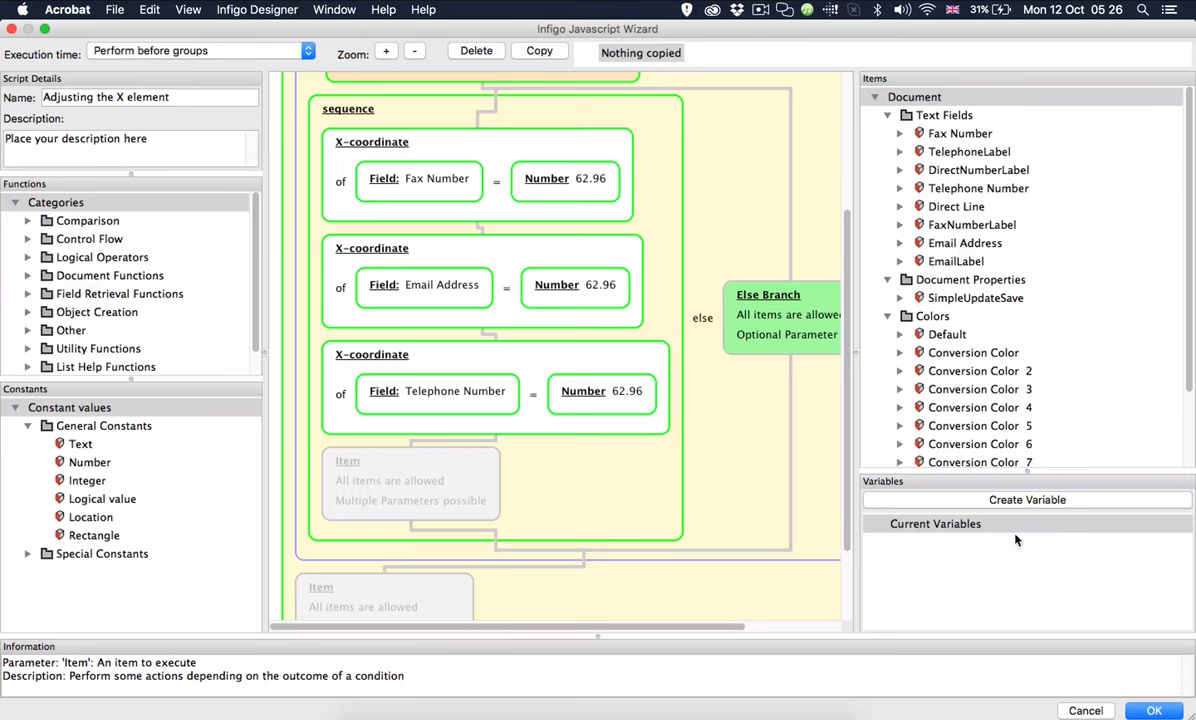 Acrobat File Edit View Infigo Designer Window Help Help 31% Mon 12 Oct 05 26
Infigo Javascript Wizard
Execution time: Perform before groups Zoom: + - Delete Copy Nothing copied
Script Details
Name: Adjusting the X element
Description:
Place your description here
Functions
Categories
Comparison
Control Flow
Logical Operators
Document Functions
Field Retrieval Functions
Object Creation
Other
Utility Functions
List Help Functions
Constants
Constant values
General Constants
Text
Number
Integer
Logical value
Location
Rectangle
Special Constants
sequence
X-coordinate
of Field: Fax Number = Number 62.96
X-coordinate
of Field: Email Address = Number 62.96
X-coordinate
of Field: Telephone Number = Number 62.96
Item
All items are allowed
Multiple Parameters possible
else
Else Branch
All items are allowe
Optional Parameter
Item
All items are allowed
Items
Document
Text Fields
Fax Number
TelephoneLabel
DirectNumberLabel
Telephone Number
Direct Line
FaxNumberLabel
Email Address
EmailLabel
Document Properties
SimpleUpdateSave
Colors
Default
Conversion Color
Conversion Color 2
Conversion Color 3
Conversion Color 4
Conversion Color 5
Conversion Color 6
Conversion Color 7
Variables
Create Variable
Current Variables
Information
Parameter: 'Item': An item to execute
Description: Perform some actions depending on the outcome of a condition
Cancel OK